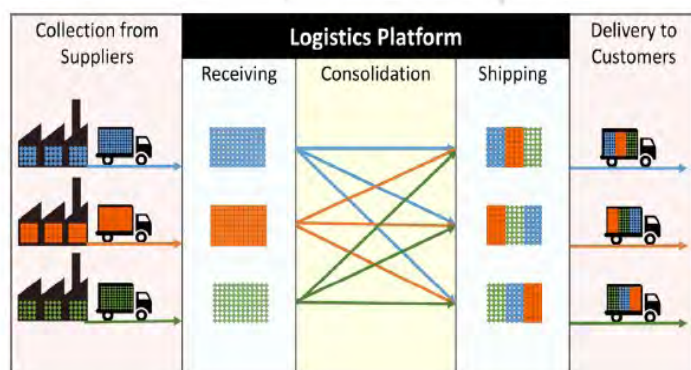 Collection from
Suppliers
Logistics Platform
Receiving
Consolidation
Shipping
Delivery to
Customers